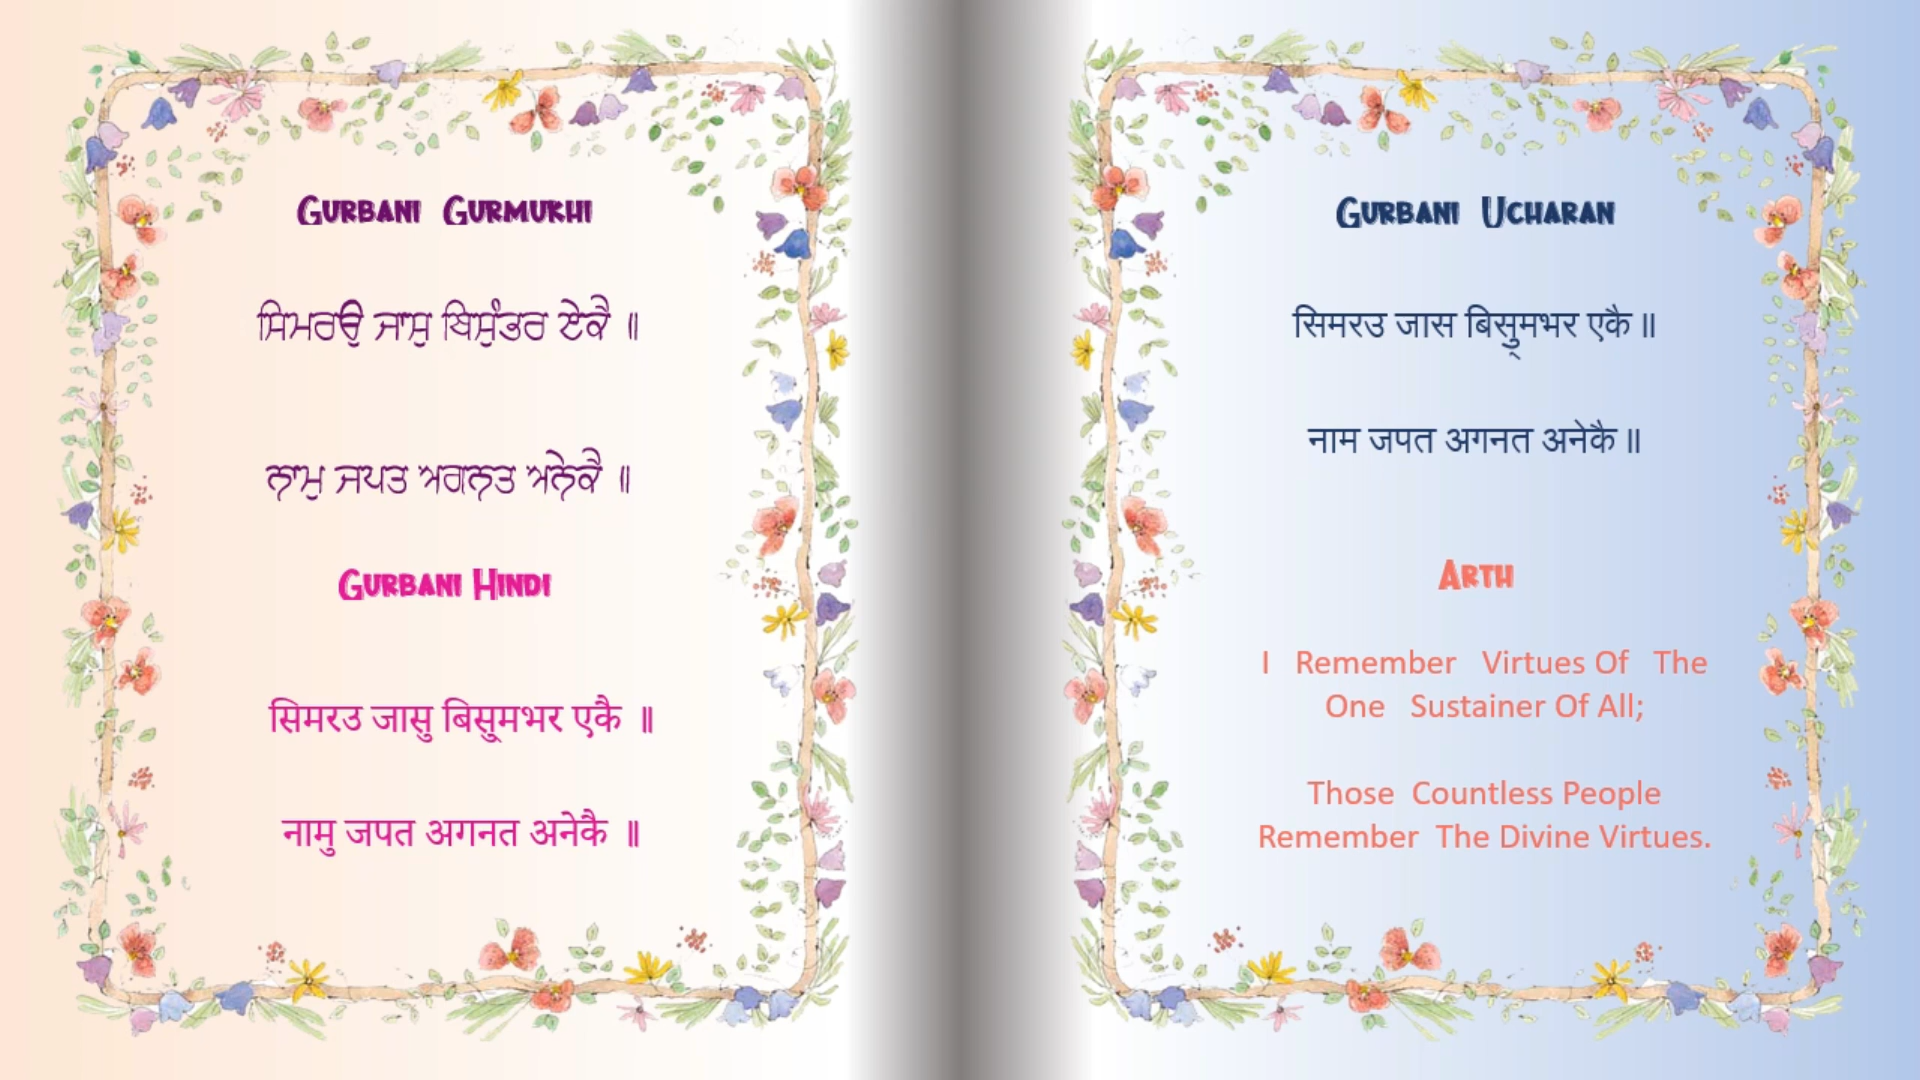 Gurbani Gurmukhi
ਸਿਮਰਉ ਜਾਸੁ ਬਿਸੁੰਭਰ ਏਕੈ ॥
ਨਾਮੁ ਜਪਤ ਅਗਨਤ ਅਨੇਕੈ ॥
Gurbani Hindi
सिमरउ जासु बिसु्मभर एकै ॥
नामु जपत अगनत अनेकै ॥
Gurbani Ucharan
सिमरउ जास बिसु्मभर एकै ॥
नाम जपत अगनत अनेकै ॥
Arth
I Remember Virtues Of The
One Sustainer Of All;
Those Countless People
Remember The Divine Virtues.